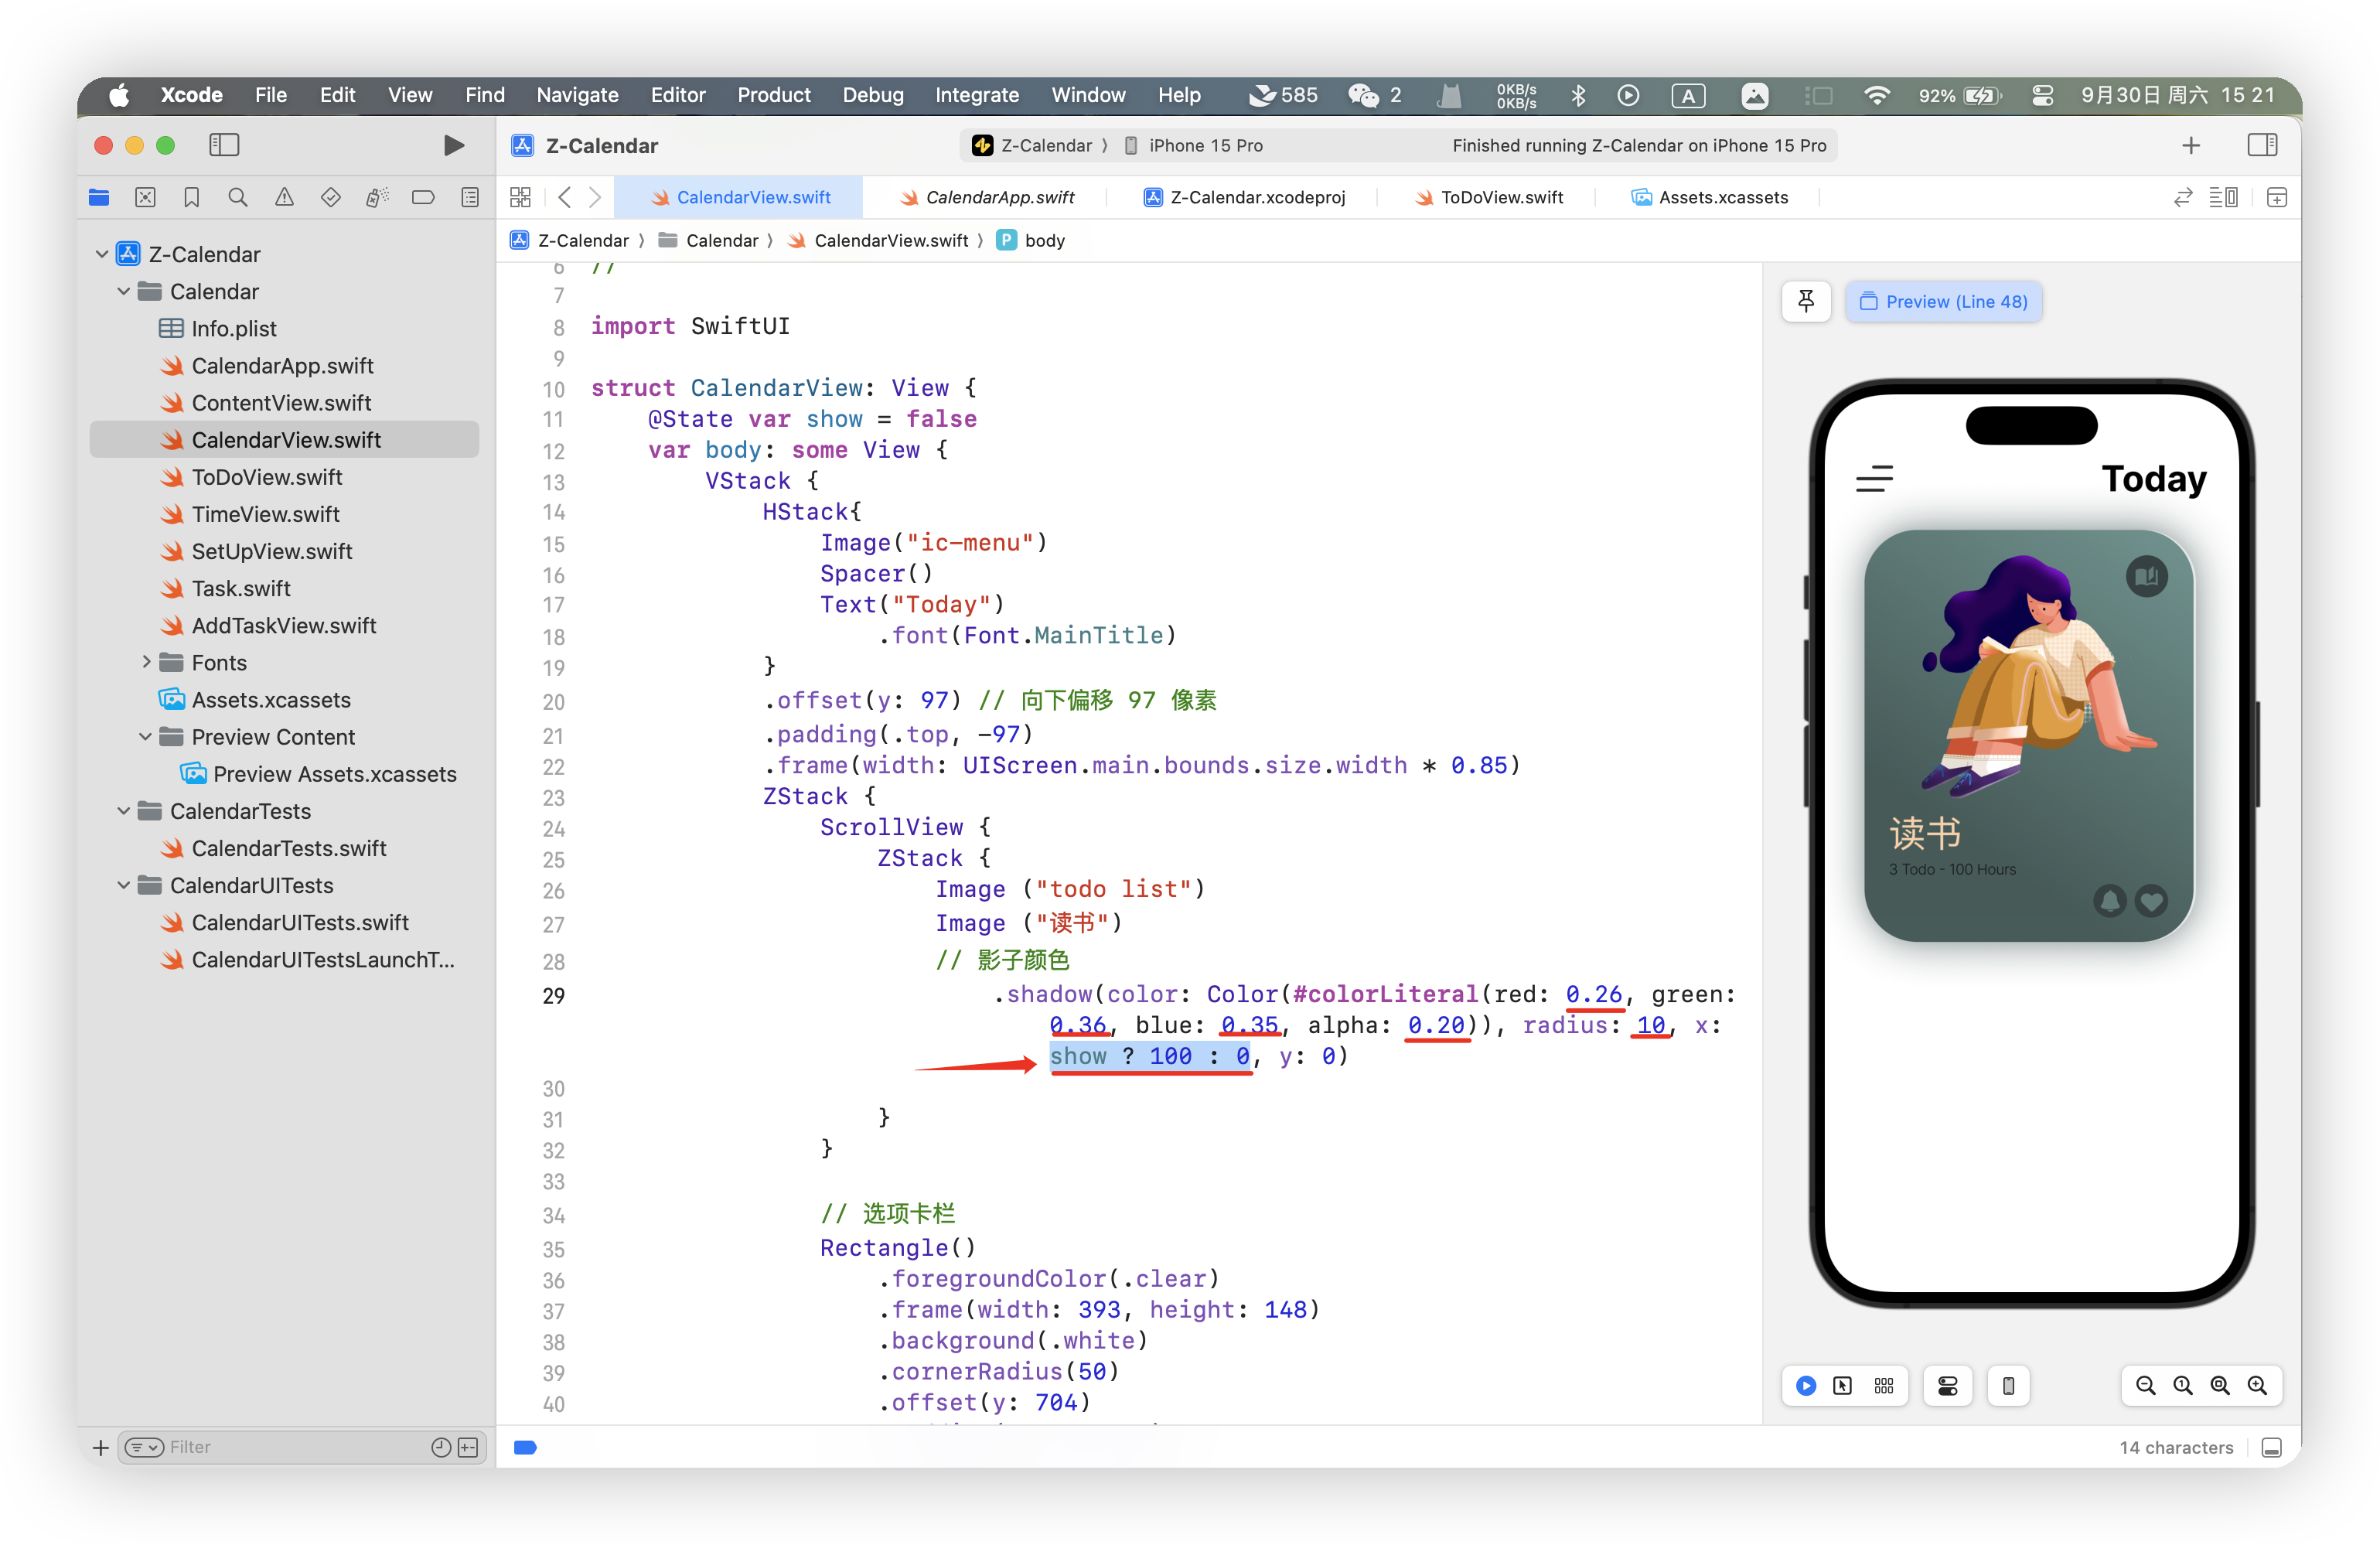 Xcode File Edit View Find Navigate Editor Product Debug Integrate Window Help 585 2 0KB/s 0KB/s A 92% 9月30日 周六 15 21
Z-Calendar Z-Calendar 〉 iPhone 15 Pro Finished running Z-Calendar on iPhone 15 Pro
CalendarView.swift CalendarApp.swift Z-Calendar.xcodeproj ToDoView.swift Assets.xcassets
Z-Calendar 〉 Calendar 〉 CalendarView.swift 〉 P body
Z-Calendar
Calendar
Info.plist
CalendarApp.swift
ContentView.swift
CalendarView.swift
ToDoView.swift
TimeView.swift
SetUpView.swift
Task.swift
AddTaskView.swift
Fonts
Assets.xcassets
Preview Content
Preview Assets.xcassets
CalendarTests
CalendarTests.swift
CalendarUITests
CalendarUITests.swift
CalendarUITestsLaunchT...
Filter
6 //
7
8 import SwiftUI
9
10 struct CalendarView: View {
11 @State var show = false
12 var body: some View {
13 VStack {
14 HStack{
15 Image("ic-menu")
16 Spacer()
17 Text("Today")
18 .font(Font.MainTitle)
19 }
20 .offset(y: 97) // 向下偏移 97 像素
21 .padding(.top, -97)
22 .frame(width: UIScreen.main.bounds.size.width * 0.85)
23 ZStack {
24 ScrollView {
25 ZStack {
26 Image ("todo list")
27 Image ("读书")
28 // 影子颜色
29 .shadow(color: Color(#colorLiteral(red: 0.26, green:
0.36, blue: 0.35, alpha: 0.20)), radius: 10, x:
show ? 100 : 0, y: 0)
30
31 }
32 }
33
34 // 选项卡栏
35 Rectangle()
36 .foregroundColor(.clear)
37 .frame(width: 393, height: 148)
38 .background(.white)
39 .cornerRadius(50)
40 .offset(y: 704)
Preview (Line 48)
Today
读书
3 Todo - 100 Hours
14 characters